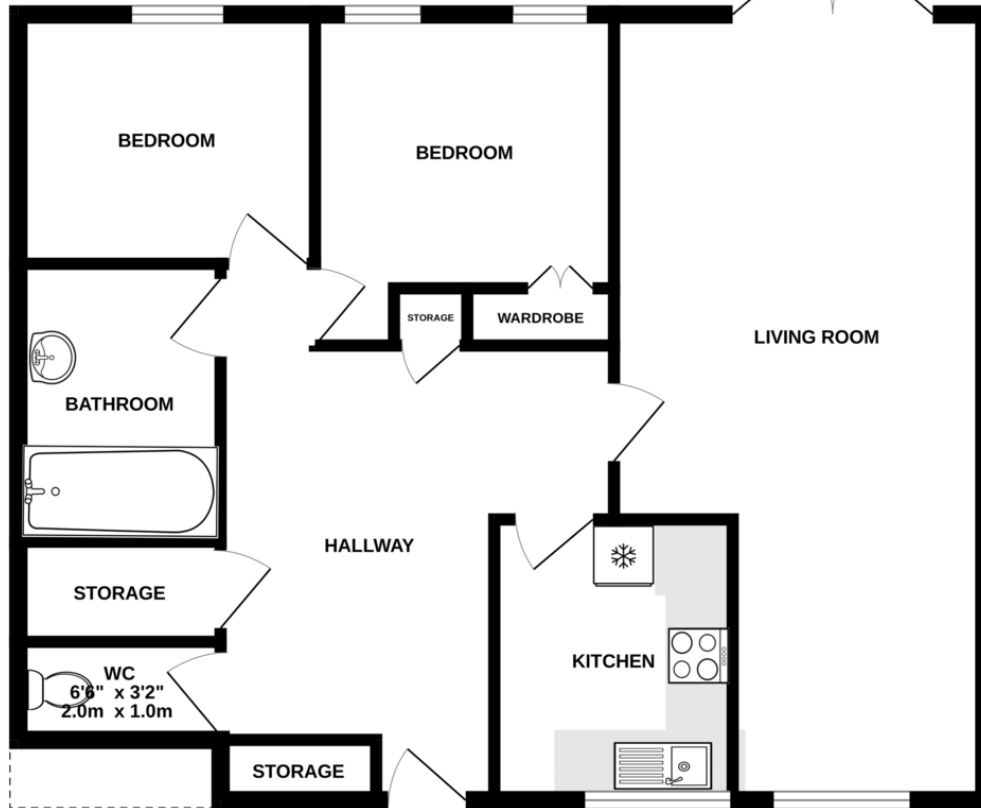 BEDROOM
BEDROOM
STORAGE
WARDROBE
LIVING ROOM
BATHROOM
HALLWAY
STORAGE
KITCHEN
WC
6'6" x 3'2"
2.0m x 1.0m
STORAGE